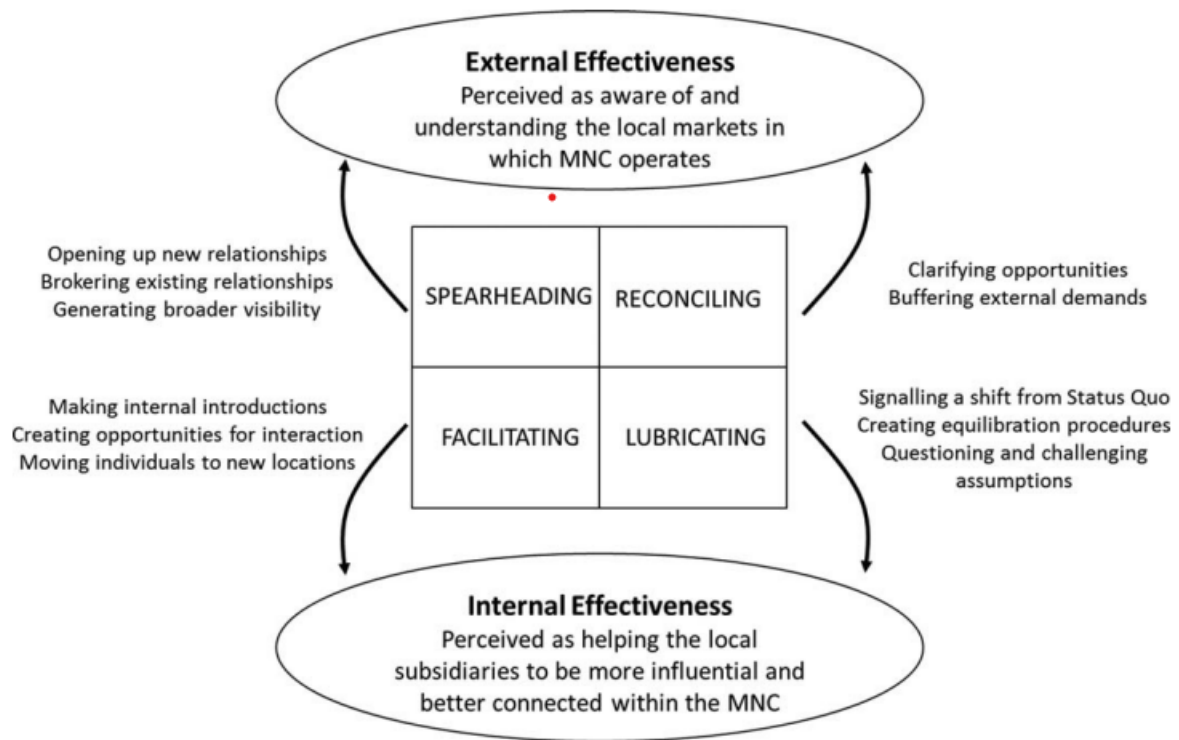 External Effectiveness
Perceived as aware of and
understanding the local markets in
which MNC operates
Opening up new relationships
Brokering existing relationships
Generating broader visibility
SPEARHEADING
RECONCILING
Clarifying opportunities
Buffering external demands
Making internal introductions
Creating opportunities for interaction
Moving individuals to new locations
FACILITATING
LUBRICATING
Signalling a shift from Status Quo
Creating equilibration procedures
Questioning and challenging
assumptions
Internal Effectiveness
Perceived as helping the local
subsidiaries to be more influential and
better connected within the MNC